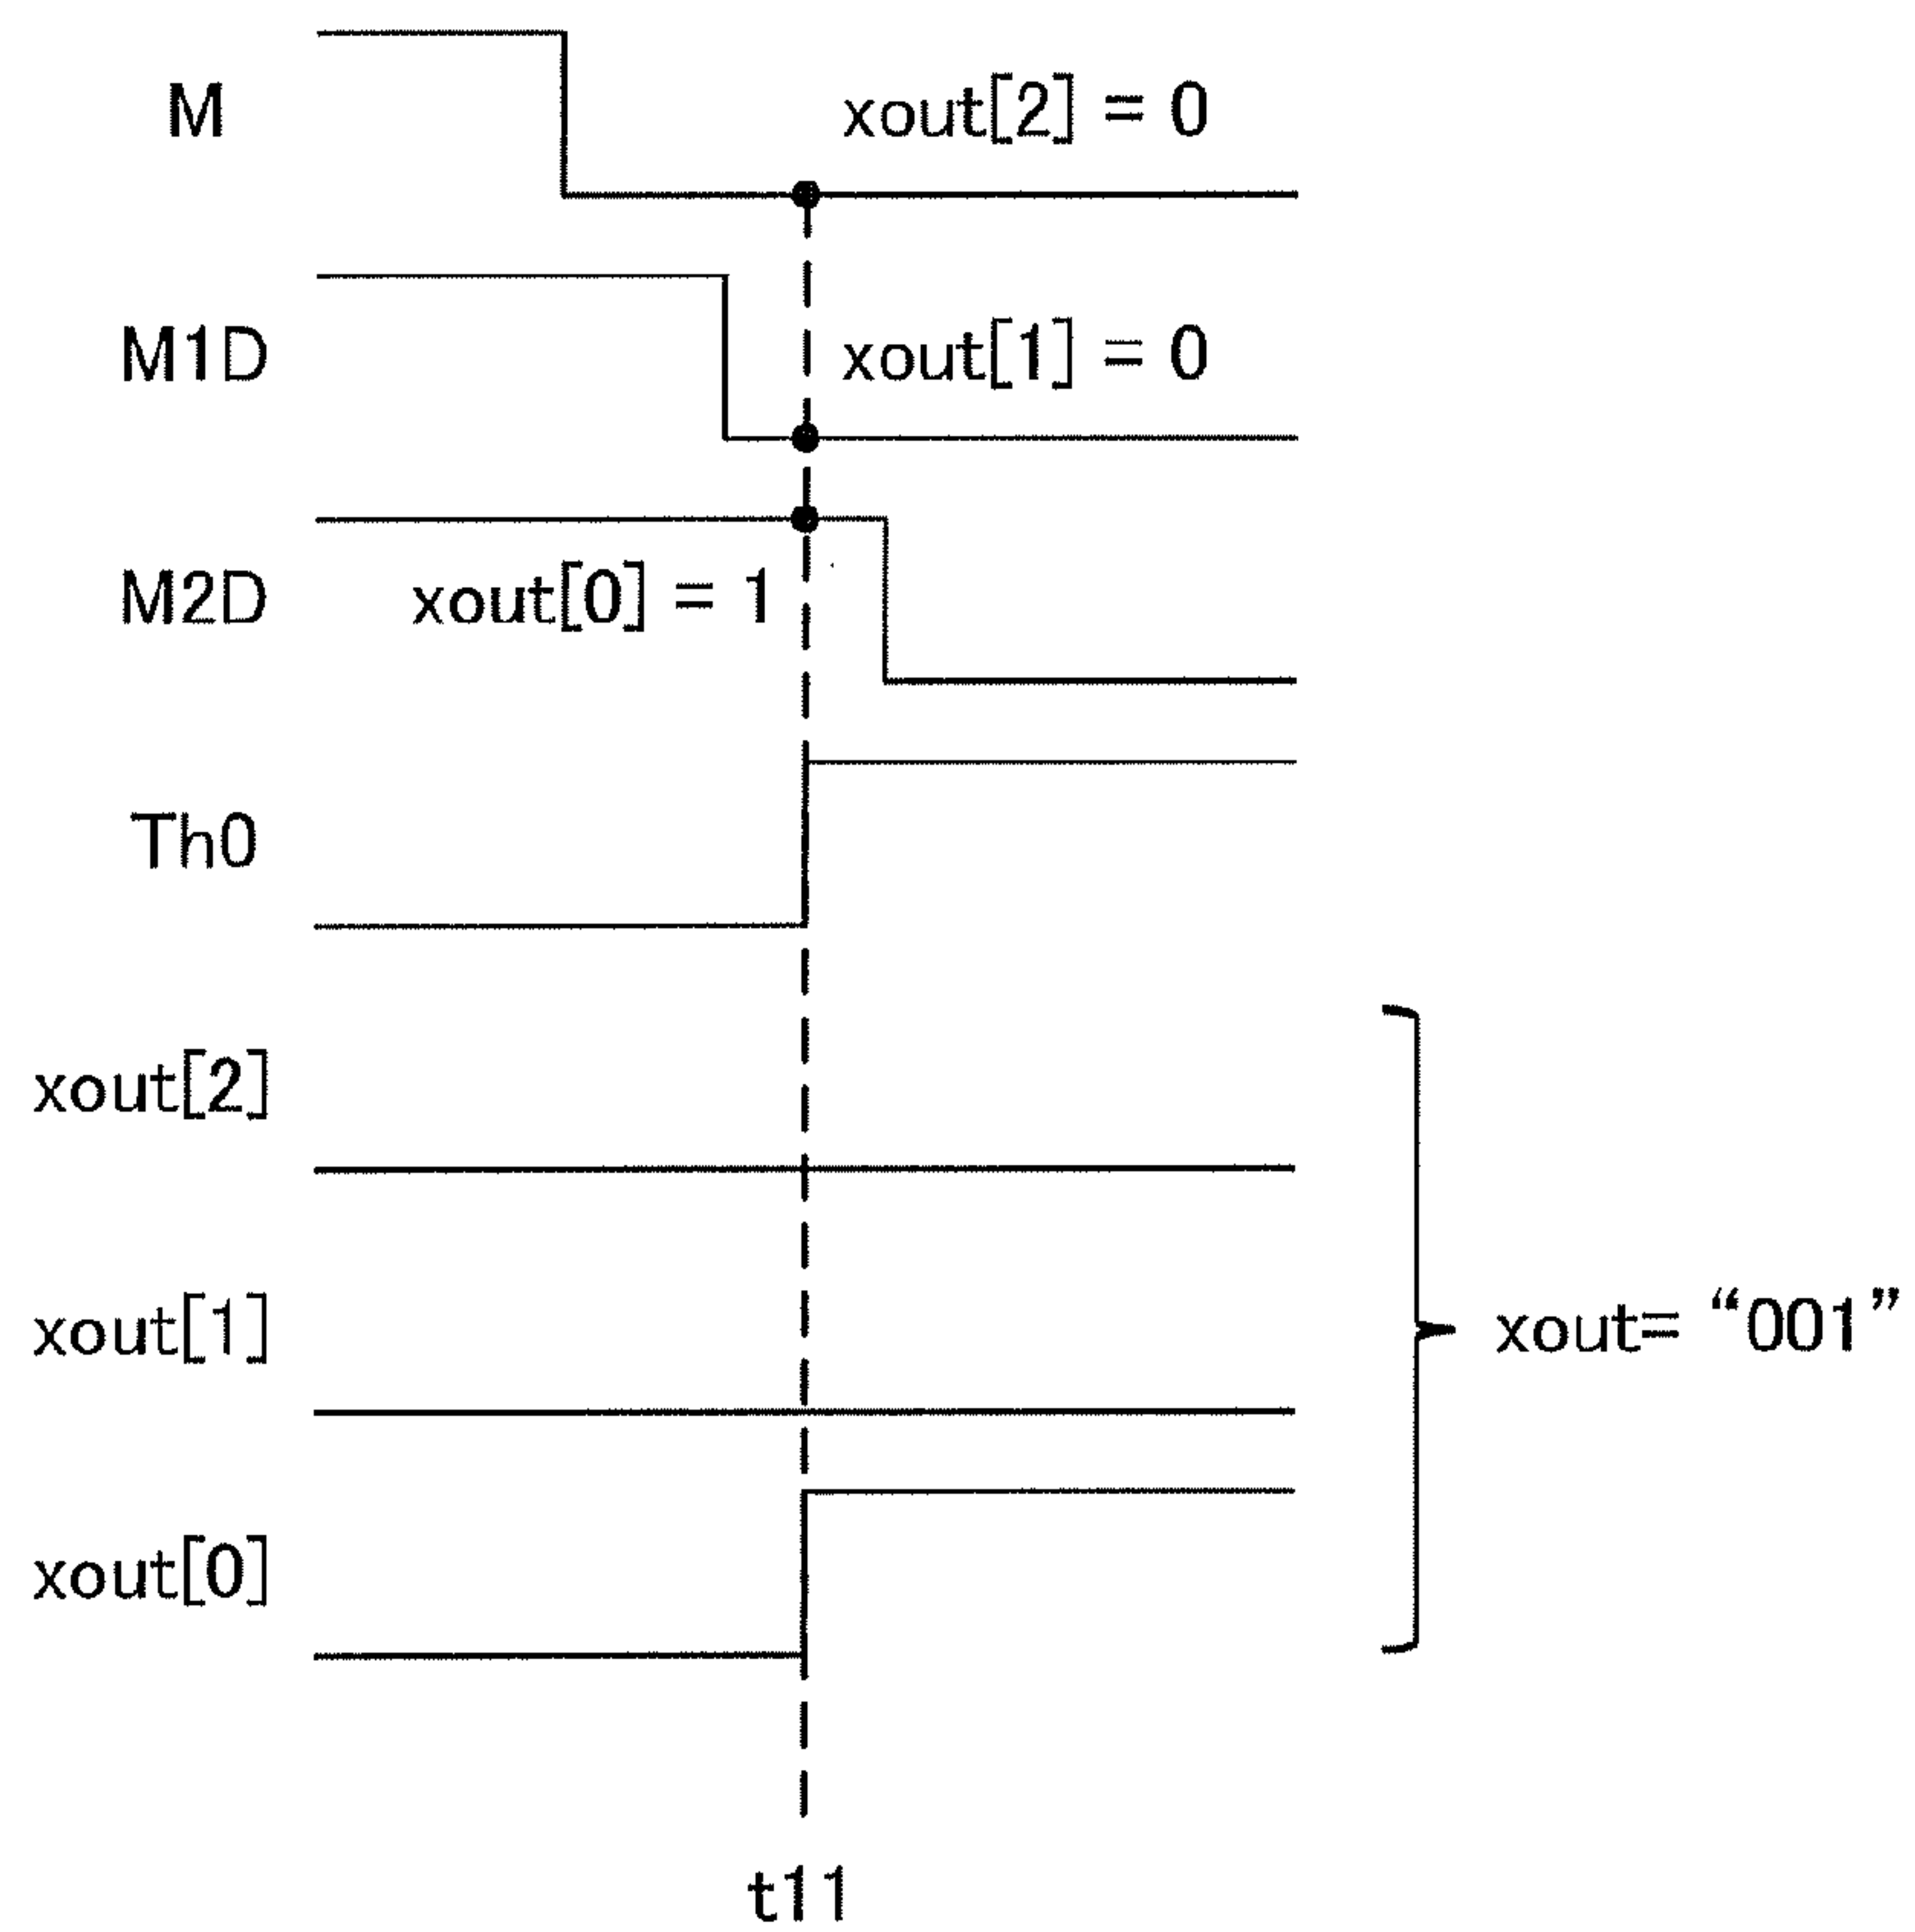 M
xout[2] = 0
M1D
xout[1] = 0
M2D
xout[0] = 1
Th0
xout[2]
xout[1]
xout= “001”
xout[0]
t11